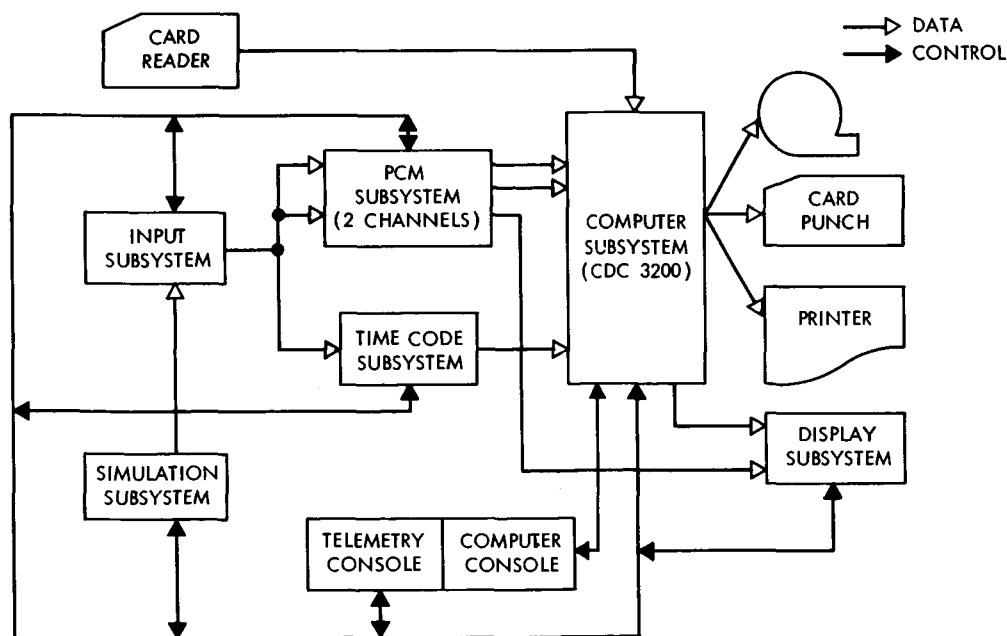 CARD
READER
DATA
CONTROL
PCM
SUBSYSTEM
(2 CHANNELS)
COMPUTER
SUBSYSTEM
(CDC 3200)
CARD
PUNCH
INPUT
SUBSYSTEM
TIME CODE
SUBSYSTEM
PRINTER
SIMULATION
SUBSYSTEM
DISPLAY
SUBSYSTEM
TELEMETRY
CONSOLE
COMPUTER
CONSOLE